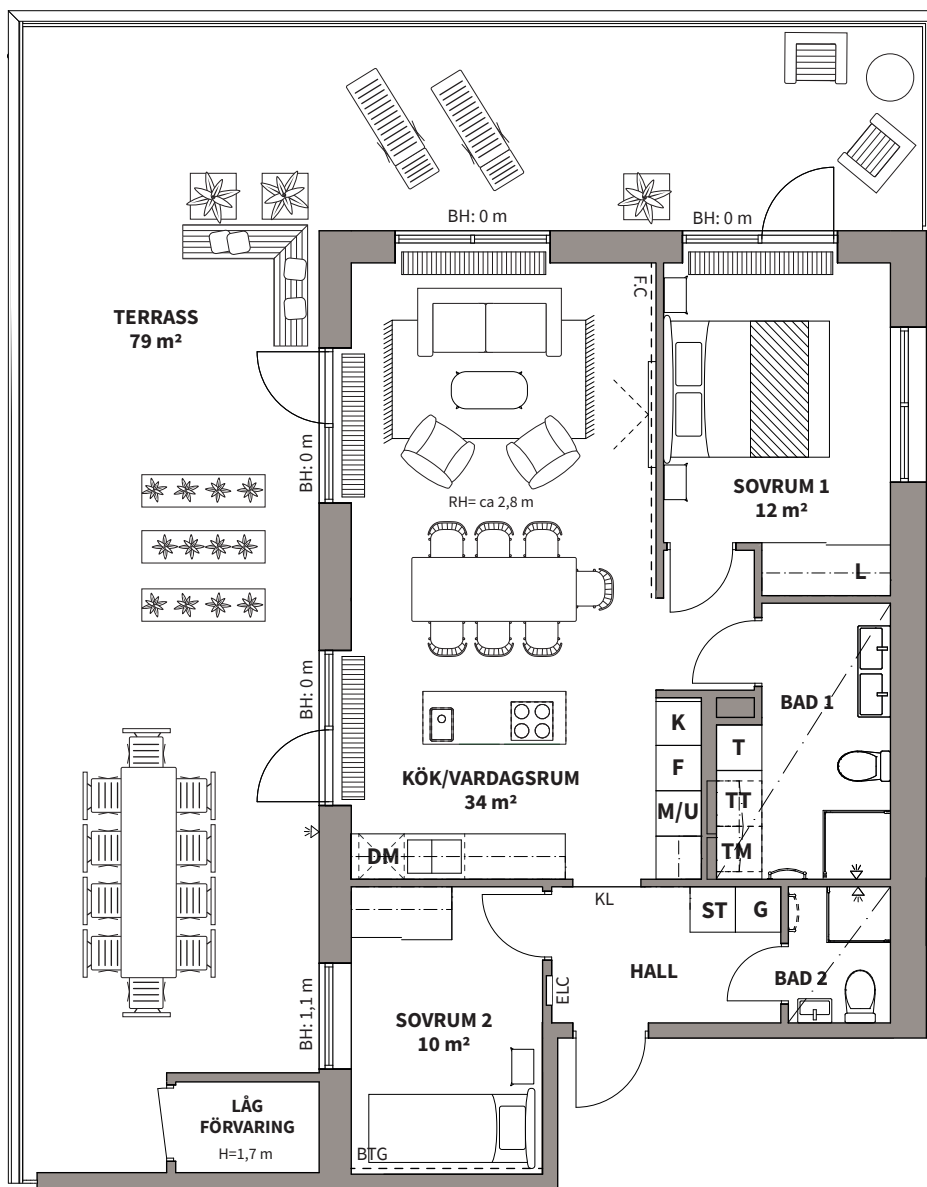 BH: 0 m
BH: 0 m
F.C
TERRASS
79 m²
BH: 0 m
RH= ca 2,8 m
SOVRUM 1
12 m²
L
BH: 0 m
BAD 1
K
T
F
KÖK/VARDAGSRUM
34 m²
TT
M/U
TM
DM
KL
ST
G
HALL
BAD 2
ELC
BH: 1,1 m
SOVRUM 2
10 m²
LÅG
FÖRVARING
H=1,7 m
BTG